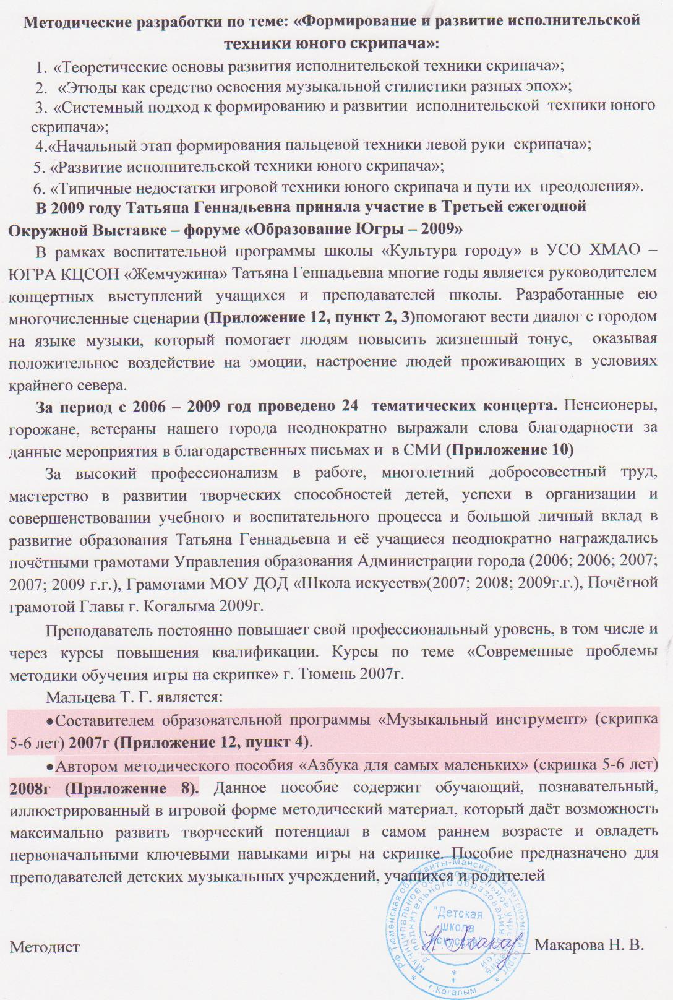 Методические разработки по теме: «Формирование и развитие исполнительской
техники юного скрипача»:
1. «Теоретические основы развития исполнительской техники скрипача»;
2. «Этюды как средство освоения музыкальной стилистики разных эпох»;
3. «Системный подход к формированию и развитии исполнительской техники юного
скрипача»;
4.«Начальный этап формирования пальцевой техники левой руки скрипача»;
5. «Развитие исполнительской техники юного скрипача»;
6. «Типичные недостатки игровой техники юного скрипача и пути их преодоления».
В 2009 году Татьяна Геннадьевна приняла участие в Третьей ежегодной
Окружной Выставке – форуме «Образование Югры – 2009»
В рамках воспитательной программы школы «Культура городу» в УСО ХМАО –
ЮГРА КЦСОН «Жемчужина» Татьяна Геннадьевна многие годы является руководителем
концертных выступлений учащихся и преподавателей школы. Разработанные ею
многочисленные сценарии (Приложение 12, пункт 2, 3)помогают вести диалог с городом
на языке музыки, который помогает людям повысить жизненный тонус, оказывая
положительное воздействие на эмоции, настроение людей проживающих в условиях
крайнего севера.
За период с 2006 – 2009 год проведено 24 тематических концерта. Пенсионеры,
горожане, ветераны нашего города неоднократно выражали слова благодарности за
данные мероприятия в благодарственных письмах и в СМИ (Приложение 10)
За высокий профессионализм в работе, многолетний добросовестный труд,
мастерство в развитии творческих способностей детей, успехи в организации и
совершенствовании учебного и воспитательного процесса и большой личный вклад в
развитие образования Татьяна Геннадьевна и её учащиеся неоднократно награждались
почётными грамотами Управления образования Администрации города (2006; 2006; 2007;
2007; 2009 г.г.), Грамотами МОУ ДОД «Школа искусств»(2007; 2008; 2009г.г.), Почётной
грамотой Главы г. Когалыма 2009г.
Преподаватель постоянно повышает свой профессиональный уровень, в том числе и
через курсы повышения квалификации. Курсы по теме «Современные проблемы
методики обучения игры на скрипке» г. Тюмень 2007г.
Мальцева Т. Г. является:
•Составителем образовательной программы «Музыкальный инструмент» (скрипка
5-6 лет) 2007г (Приложение 12, пункт 4).
•Автором методического пособия «Азбука для самых маленьких» (скрипка 5-6 лет)
2008г (Приложение 8). Данное пособие содержит обучающий, познавательный,
иллюстрированный в игровой форме методический материал, который даёт возможность
максимально развить творческий потенциал в самом раннем возрасте и овладеть
первоначальными ключевыми навыками игры на скрипке. Пособие предназначено для
преподавателей детских музыкальных учреждений, учащихся и родителей
РФ Тюменская обл. Ханты-Мансийский автономный округ
Муниципальное образовательное учреждение
дополнительного образования детей
"Детская
школа
искусств"
г.Когалым
Методист Макарова Н. В.